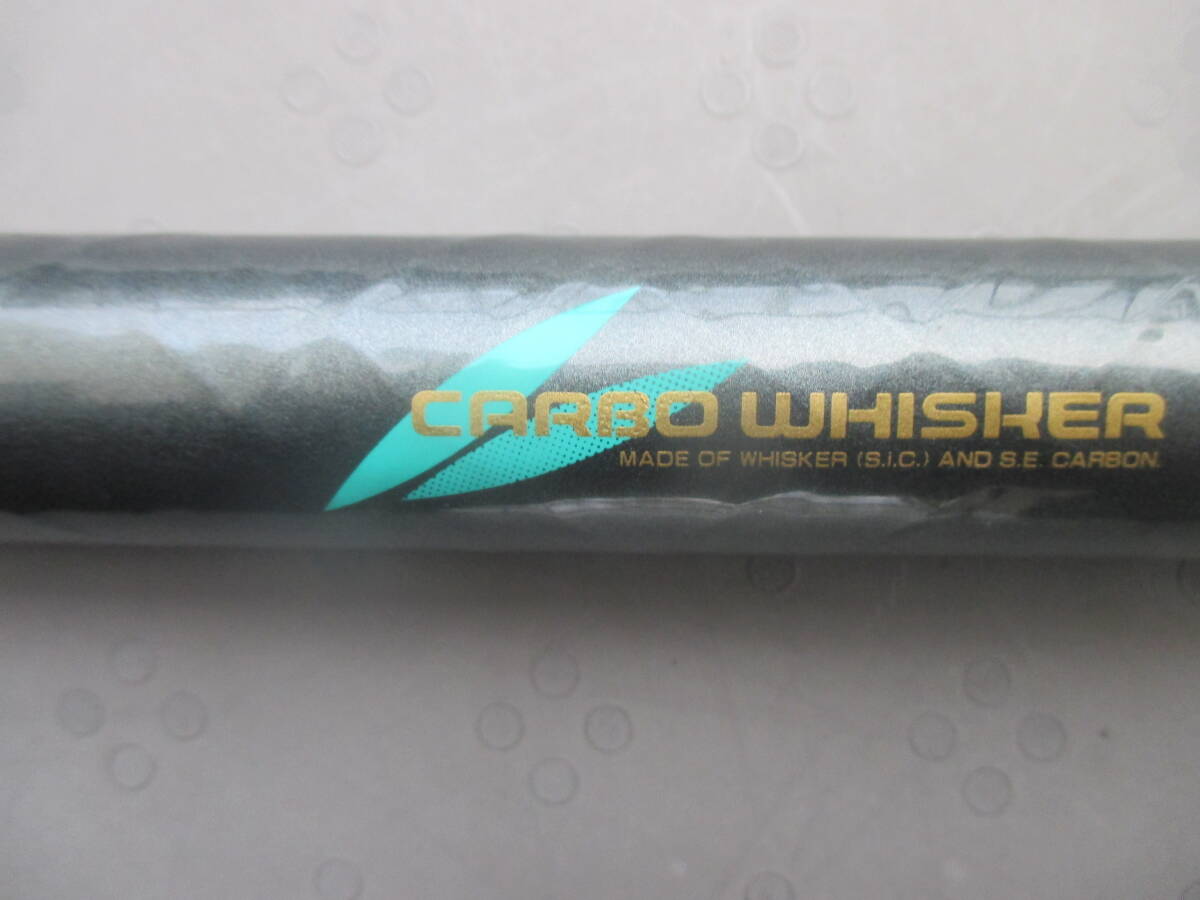 CARBO WHISKER
MADE OF WHISKER (S.i.C.) AND S.E. CARBON.